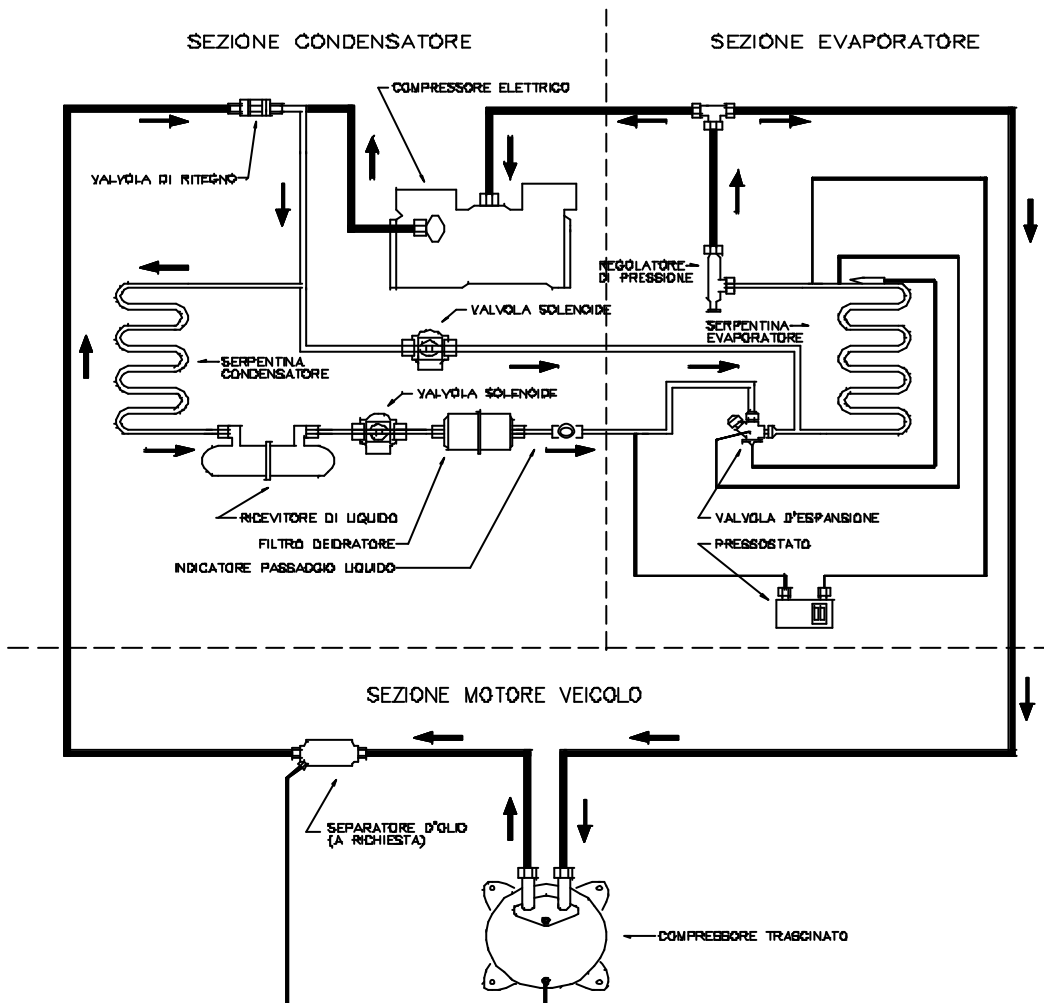 SEZIONE CONDENSATORE
SEZIONE EVAPORATORE
COMPRESSORE ELETTRICO
VALVOLA DI RITEGNO
REGOLATORE
DI PRESSIONE
VALVOLA SOLENOIDE
SERPENTINA
EVAPORATORE
SERPENTINA
CONDENSATORE
VALVOLA SOLENOIDE
RICEVITORE DI LIQUIDO
VALVOLA D'ESPANSIONE
FILTRO DEIDRATORE
PRESSOSTATO
INDICATORE PASSAGGIO LIQUIDO
SEZIONE MOTORE VEICOLO
SEPARATORE D'OLIO
(A RICHIESTA)
COMPRESSORE TRASCINATO